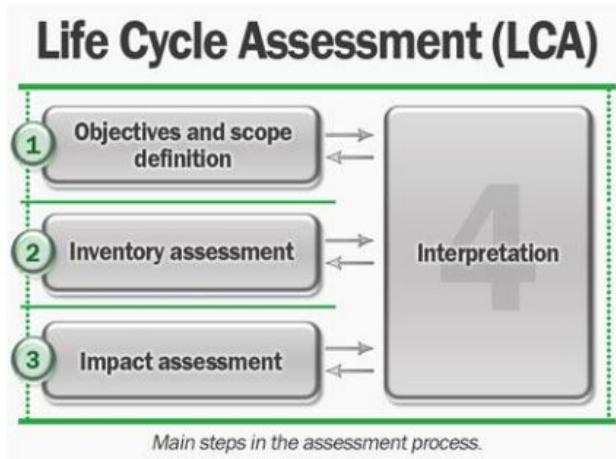 Life Cycle Assessment (LCA)
1
Objectives and scope
definition
2
Inventory assessment
3
Impact assessment
4
Interpretation
Main steps in the assessment process.